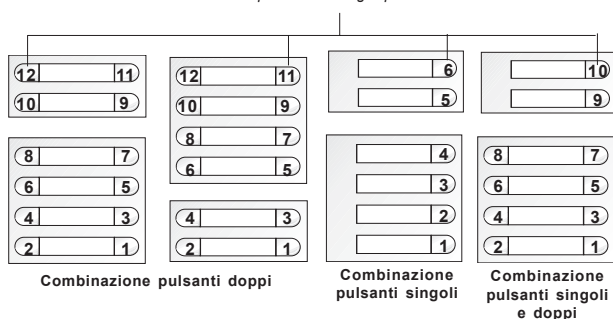 12 11 12 11 6 10
10 9 10 9 5 9
8 7
8 7 6 5 4 8 7
6 5 3 6 5
4 3 4 3 2 4 3
2 1 2 1 1 2 1
Combinazione pulsanti doppi
Combinazione
pulsanti singoli
Combinazione
pulsanti singoli
e doppi